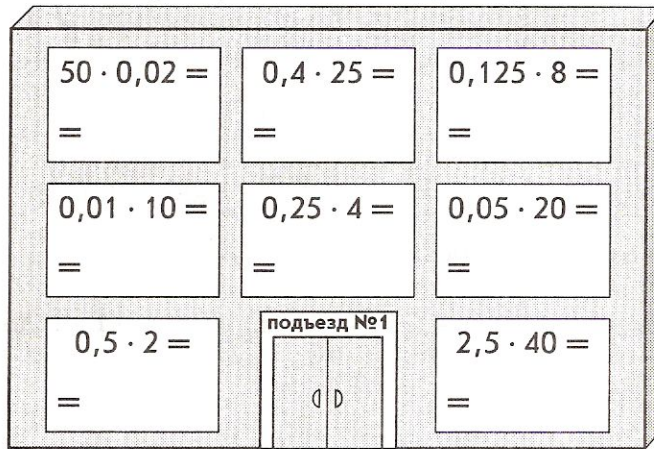 50 · 0,02 =
=
0,4 · 25 =
=
0,125 · 8 =
=
0,01 · 10 =
=
0,25 · 4 =
=
0,05 · 20 =
=
0,5 · 2 =
=
подъезд №1
2,5 · 40 =
=